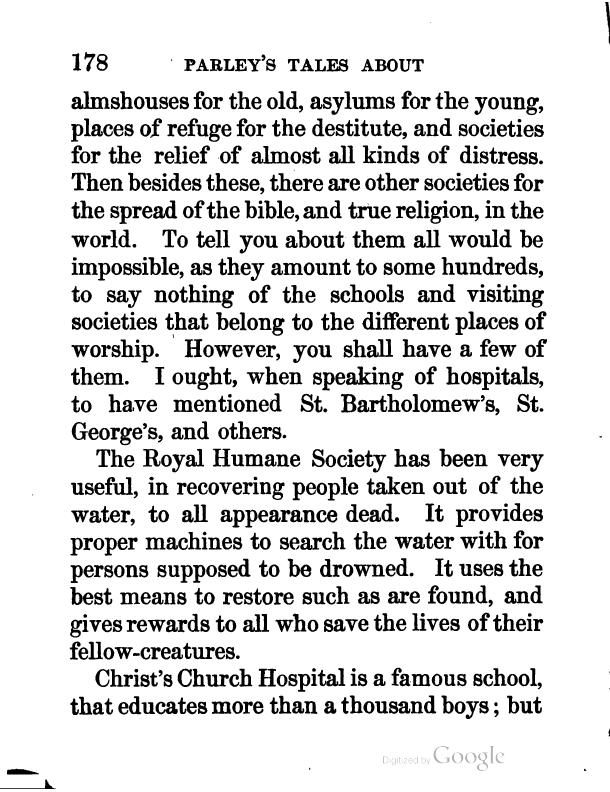 178 PARLEY'S TALES ABOUT
almshouses for the old, asylums for the young,
places of refuge for the destitute, and societies
for the relief of almost all kinds of distress.
Then besides these, there are other societies for
the spread of the bible, and true religion, in the
world. To tell you about them all would be
impossible, as they amount to some hundreds,
to say nothing of the schools and visiting
societies that belong to the different places of
worship. However, you shall have a few of
them. I ought, when speaking of hospitals,
to have mentioned St. Bartholomew's, St.
George's, and others.
The Royal Humane Society has been very
useful, in recovering people taken out of the
water, to all appearance dead. It provides
proper machines to search the water with for
persons supposed to be drowned. It uses the
best means to restore such as are found, and
gives rewards to all who save the lives of their
fellow-creatures.
Christ's Church Hospital is a famous school,
that educates more than a thousand boys; but
Digitized by Google